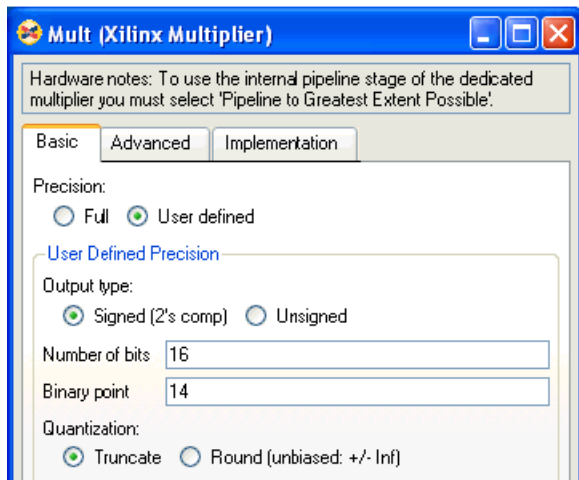 Mult (Xilinx Multiplier)
Hardware notes: To use the internal pipeline stage of the dedicated
multiplier you must select 'Pipeline to Greatest Extent Possible'.
Basic Advanced Implementation
Precision:
Full User defined
User Defined Precision
Output type:
Signed (2's comp) Unsigned
Number of bits 16
Binary point 14
Quantization:
Truncate Round (unbiased: +/- Inf)